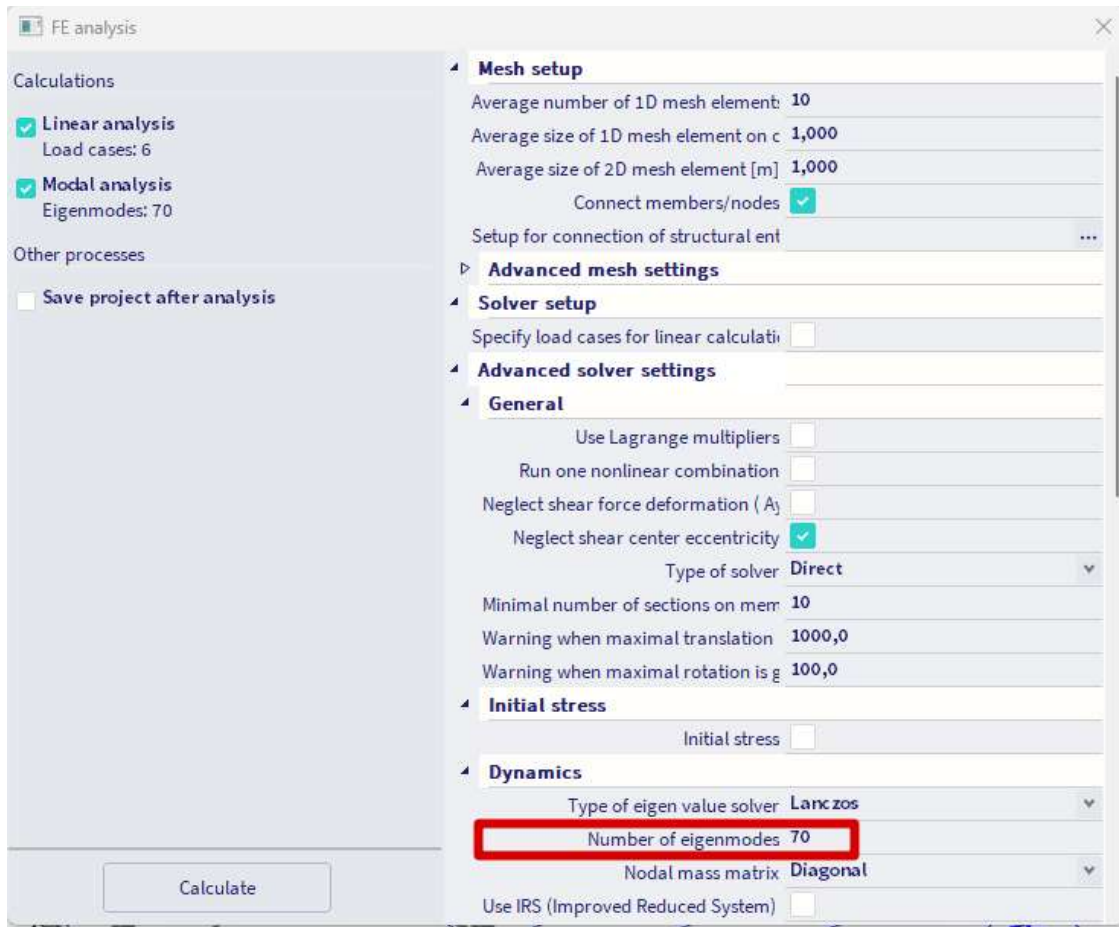 FE analysis
Calculations
Linear analysis
Load cases: 6
Modal analysis
Eigenmodes: 70
Other processes
Save project after analysis
Calculate
Mesh setup
Average number of 1D mesh element: 10
Average size of 1D mesh element on c 1,000
Average size of 2D mesh element [m] 1,000
Connect members/nodes
Setup for connection of structural ent ...
Advanced mesh settings
Solver setup
Specify load cases for linear calculati
Advanced solver settings
General
Use Lagrange multipliers
Run one nonlinear combination
Neglect shear force deformation ( Ay
Neglect shear center eccentricity
Type of solver Direct
Minimal number of sections on mem 10
Warning when maximal translation 1000,0
Warning when maximal rotation is g 100,0
Initial stress
Initial stress
Dynamics
Type of eigen value solver Lanczos
Number of eigenmodes 70
Nodal mass matrix Diagonal
Use IRS (Improved Reduced System)